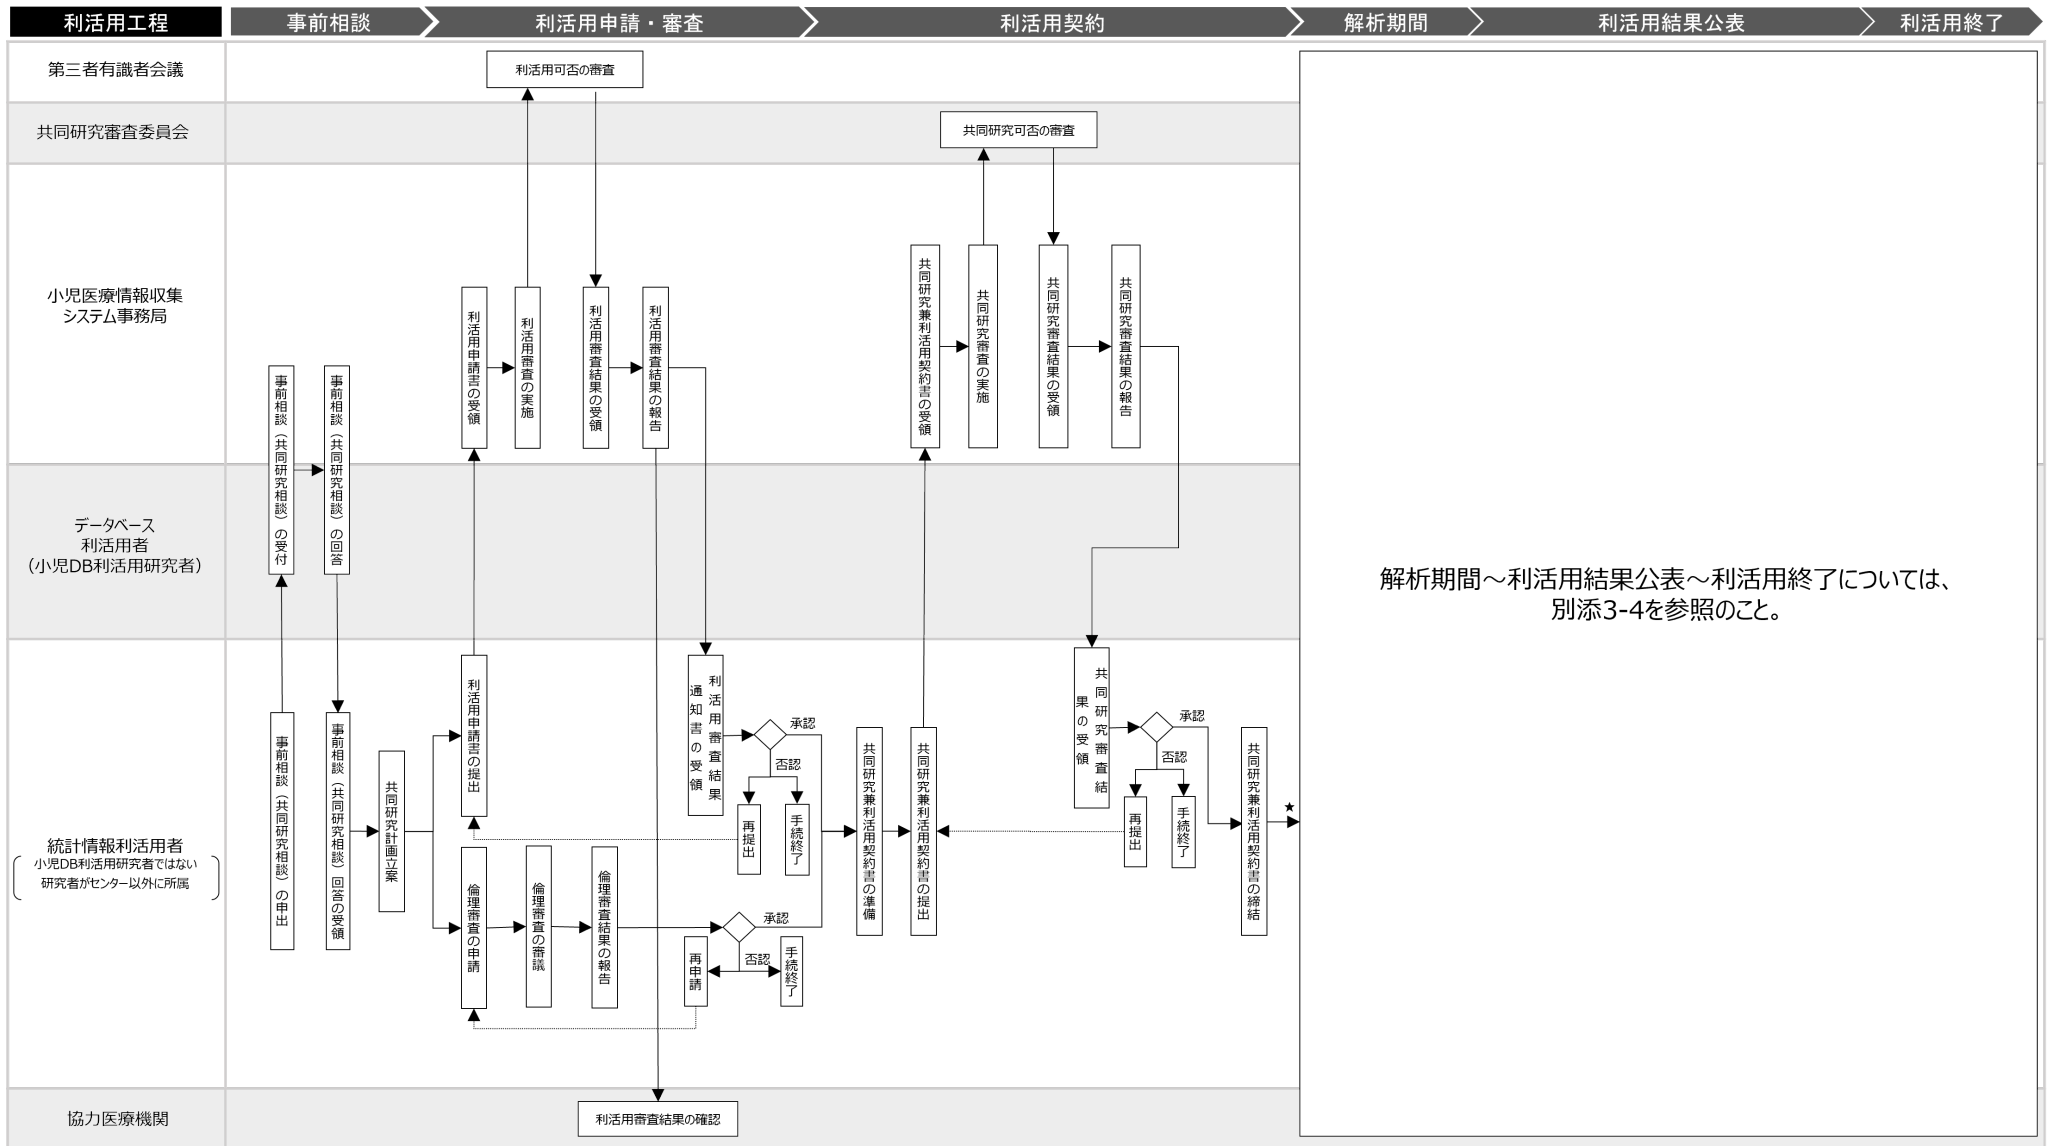 利活用工程
事前相談
利活用申請・審査
利活用契約
解析期間
利活用結果公表
利活用終了
第三者有識者会議
利活用可否の審査
共同研究審査委員会
共同研究可否の審査
小児医療情報収集
システム事務局
事前相談（共同研究相談）の受付
事前相談（共同研究相談）の回答
利活用申請書の受領
利活用審査の実施
利活用審査結果の受領
利活用審査結果の報告
共同研究兼利活用契約書の受領
共同研究審査の実施
共同研究審査結果の受領
共同研究審査結果の報告
データベース
利活用者
（小児DB利活用研究者）
解析期間～利活用結果公表～利活用終了については、
別添3-4を参照のこと。
統計情報利活用者
小児DB利活用研究者ではない
研究者がセンター以外に所属
事前相談（共同研究相談）の申出
事前相談（共同研究相談）回答の受領
共同研究計画立案
利活用申請書の提出
倫理審査の申請
倫理審査の審議
倫理審査結果の報告
利活用審査結果
通知書の受領
承認
否認
再提出
手続終了
承認
否認
再申請
手続終了
共同研究兼利活用契約書の準備
共同研究兼利活用契約書の提出
共同研究審査結
果の受領
承認
否認
再提出
手続終了
共同研究兼利活用契約書の締結
★
協力医療機関
利活用審査結果の確認